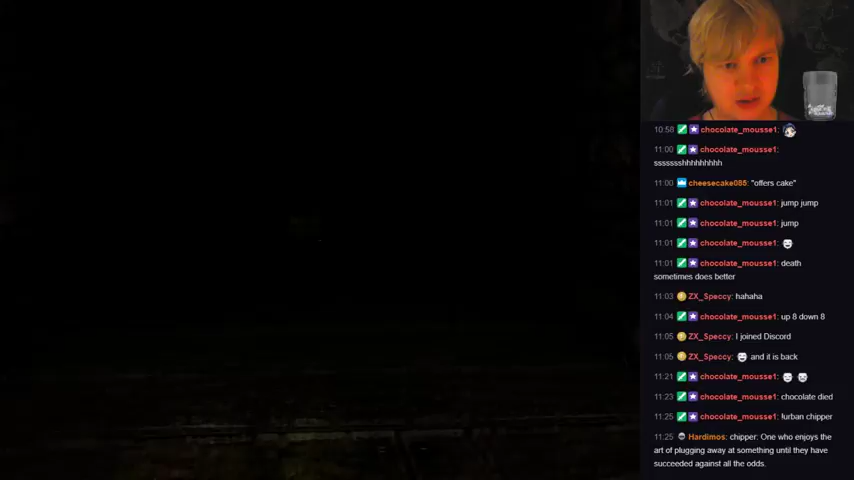 10:58 chocolate_mousse1:
11:00 chocolate_mousse1:
ssssssshhhhhhhhh
11:00 cheesecake085: "offers cake"
11:01 chocolate_mousse1: jump jump
11:01 chocolate_mousse1: jump
11:01 chocolate_mousse1:
11:01 chocolate_mousse1: death
sometimes does better
11:03 ZX_Speccy: hahaha
11:04 chocolate_mousse1: up 8 down 8
11:05 ZX_Speccy: I joined Discord
11:05 ZX_Speccy: and it is back
11:21 chocolate_mousse1:
11:23 chocolate_mousse1: chocolate died
11:25 chocolate_mousse1: !urban chipper
11:25 Hardimos: chipper: One who enjoys the
art of plugging away at something until they have
succeeded against all the odds.